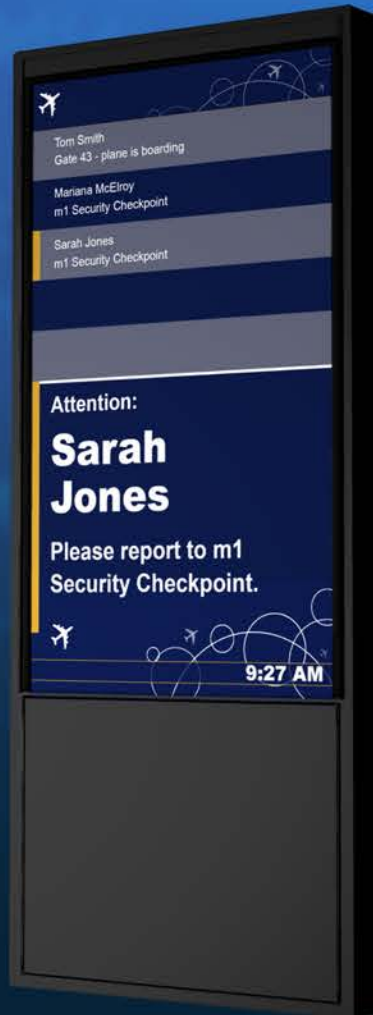 Tom Smith
Gate 43 - plane is boarding
Mariana McElroy
m1 Security Checkpoint
Sarah Jones
m1 Security Checkpoint
Attention:
Sarah
Jones
Please report to m1
Security Checkpoint.
9:27 AM